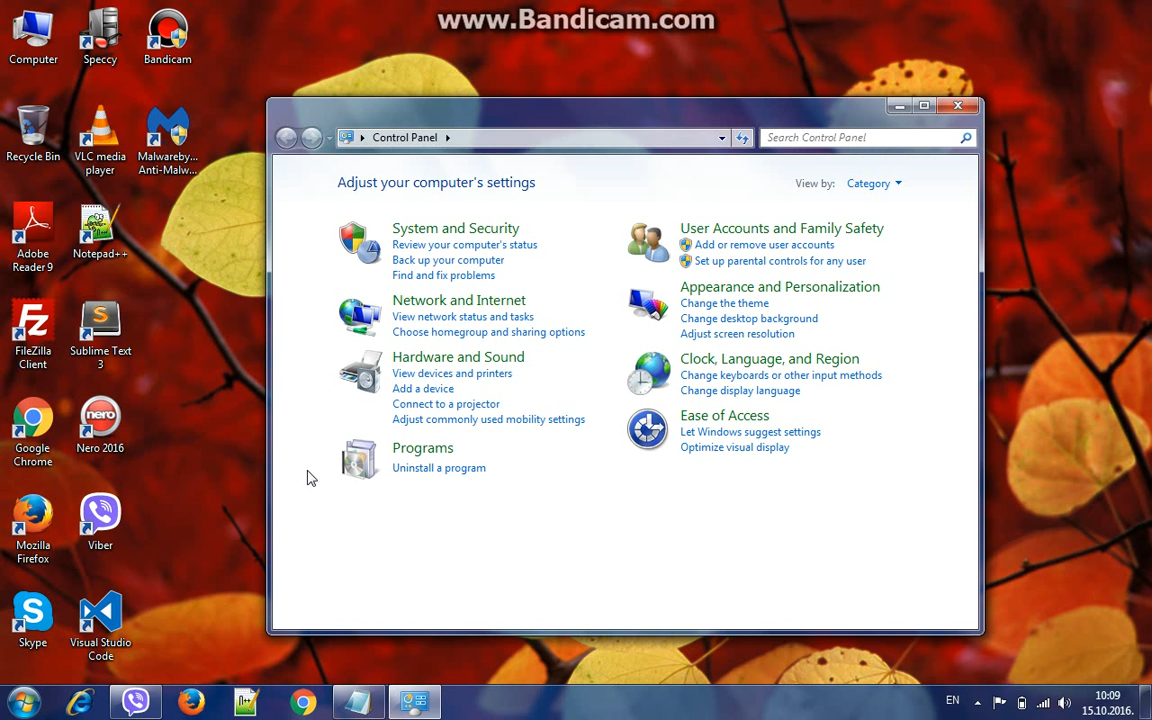 www.Bandicam.com
Computer
Speccy
Bandicam
Recycle Bin
VLC media
player
Malwareby...
Anti-Malw...
Adobe
Reader 9
Notepad++
FileZilla
Client
Sublime Text
3
Google
Chrome
Nero 2016
Mozilla
Firefox
Viber
Skype
Visual Studio
Code
Control Panel
Search Control Panel
Adjust your computer's settings
View by: Category
System and Security
Review your computer's status
Back up your computer
Find and fix problems
Network and Internet
View network status and tasks
Choose homegroup and sharing options
Hardware and Sound
View devices and printers
Add a device
Connect to a projector
Adjust commonly used mobility settings
Programs
Uninstall a program
User Accounts and Family Safety
Add or remove user accounts
Set up parental controls for any user
Appearance and Personalization
Change the theme
Change desktop background
Adjust screen resolution
Clock, Language, and Region
Change keyboards or other input methods
Change display language
Ease of Access
Let Windows suggest settings
Optimize visual display
EN
10:09
15.10.2016.